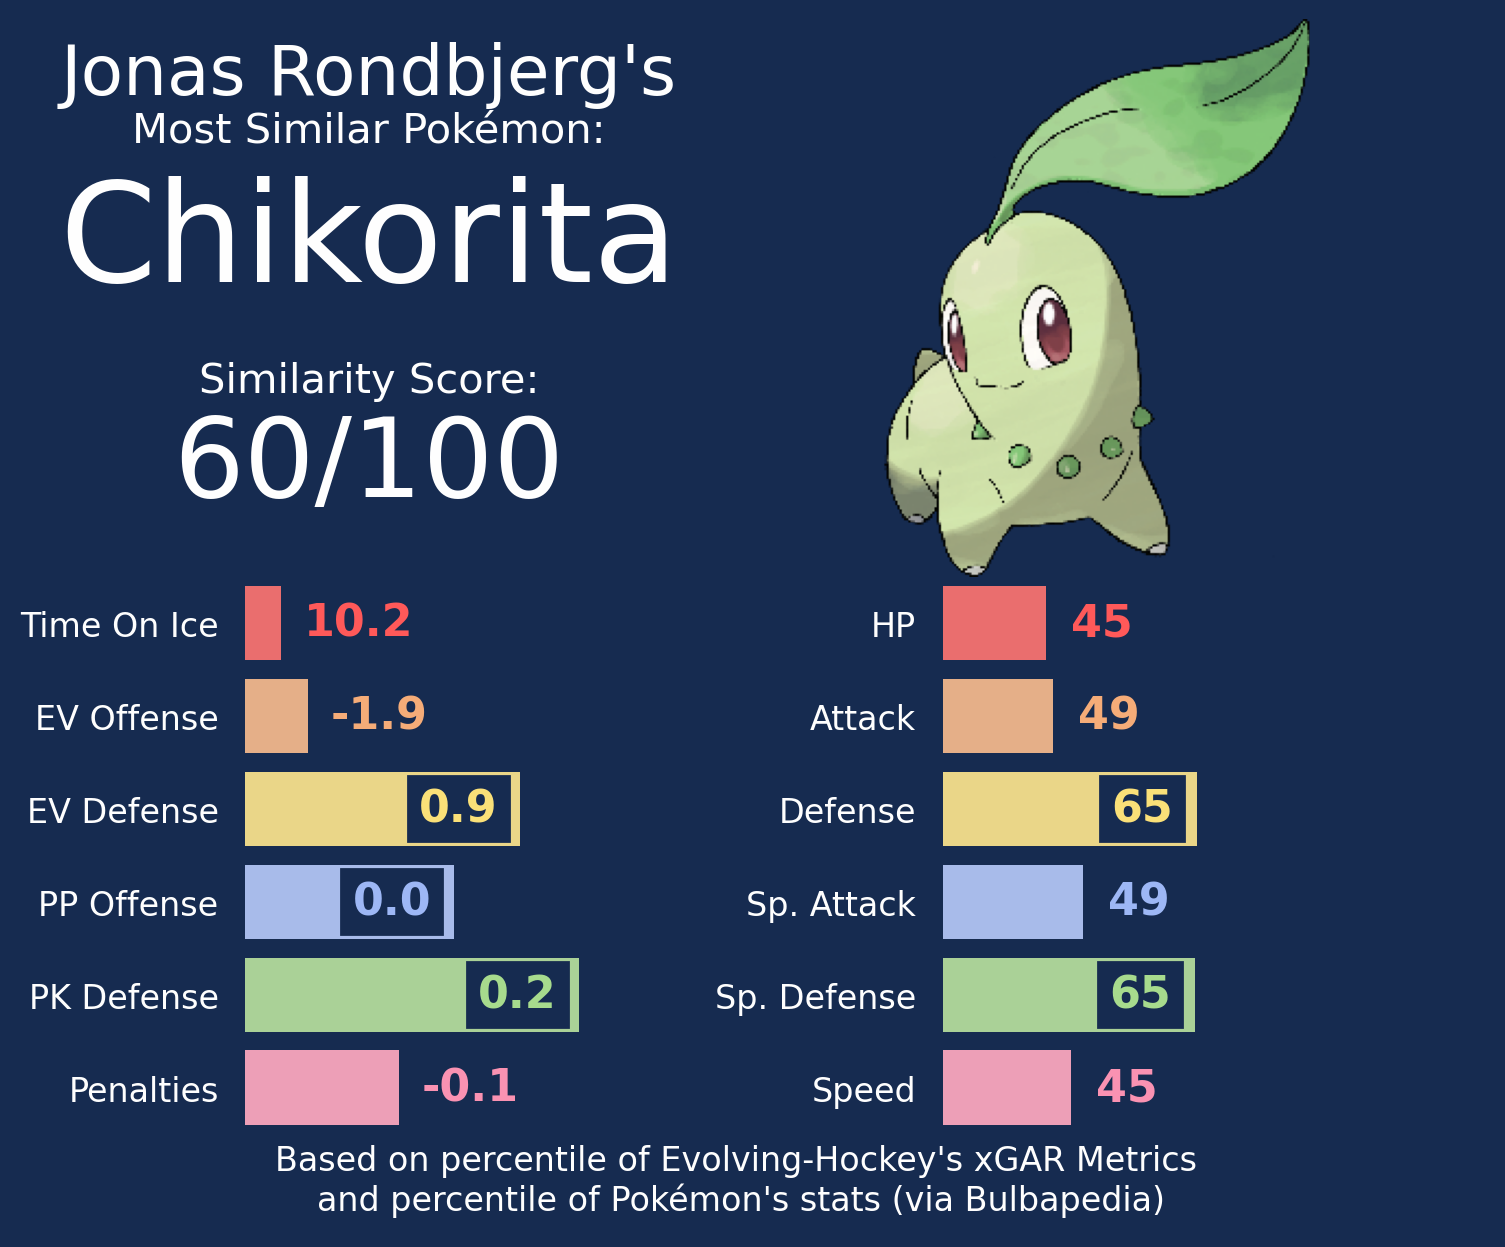 Jonas Rondbjerg's
Most Similar Pokémon:
Chikorita
Similarity Score:
60/100
Time On Ice 10.2
EV Offense -1.9
EV Defense 0.9
PP Offense 0.0
PK Defense 0.2
Penalties -0.1
HP 45
Attack 49
Defense 65
Sp. Attack 49
Sp. Defense 65
Speed 45
Based on percentile of Evolving-Hockey's xGAR Metrics
and percentile of Pokémon's stats (via Bulbapedia)